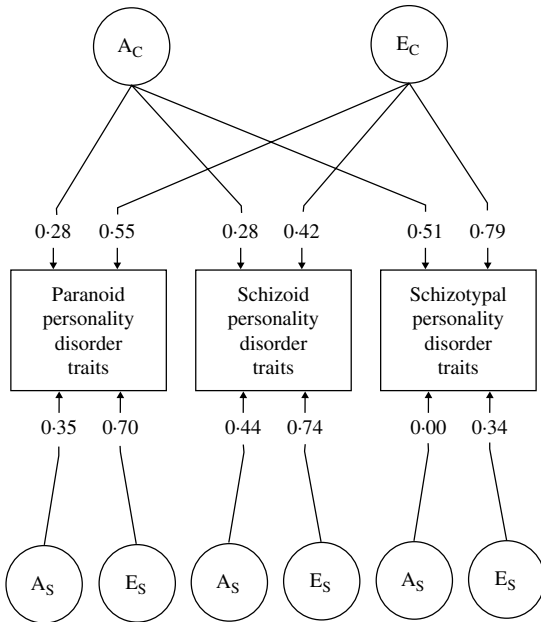 A_C E_C
0·28 0·55 0·28 0·42 0·51 0·79
Paranoid
personality
disorder
traits
Schizoid
personality
disorder
traits
Schizotypal
personality
disorder
traits
0·35 0·70 0·44 0·74 0·00 0·34
A_S E_S A_S E_S A_S E_S